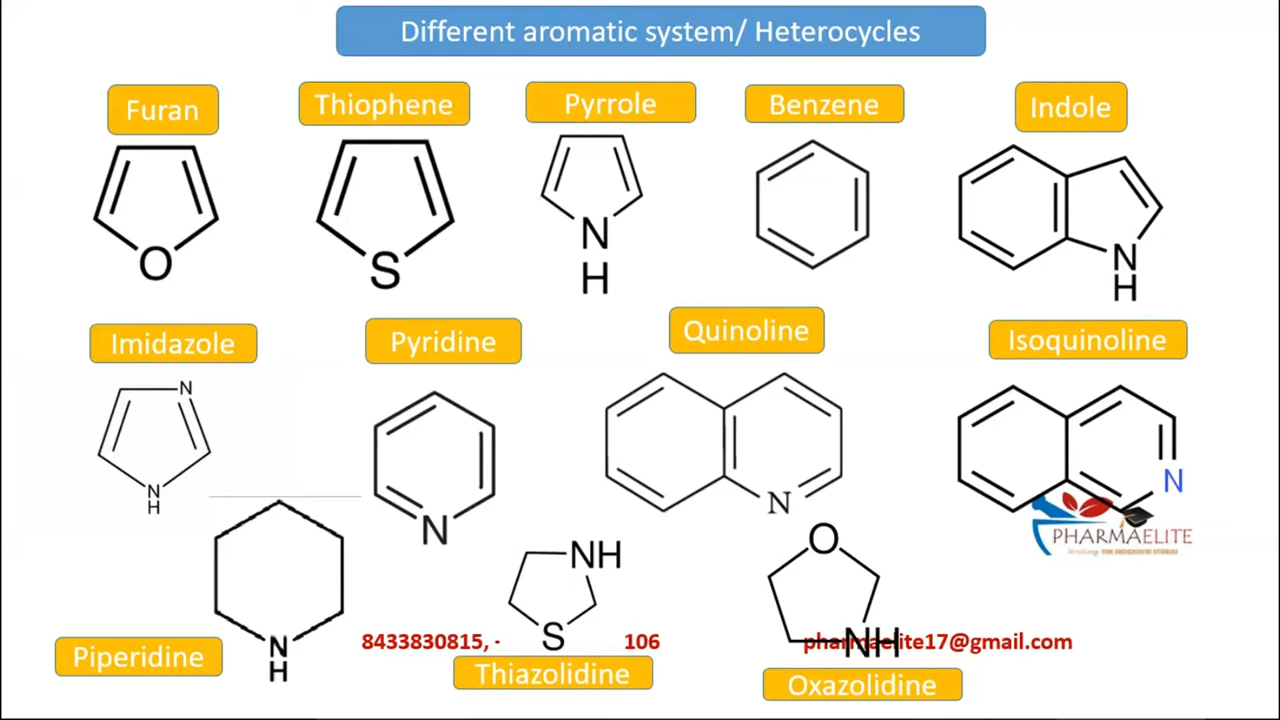 Different aromatic system/ Heterocycles
Furan
Thiophene
Pyrrole
Benzene
Indole
O
S
N
H
N
H
Imidazole
Pyridine
Quinoline
Isoquinoline
N
N
H
N
N
N
PHARMAELITE
O
NH
N
H
S
NH
8433830815, -
106
pharmaelite17@gmail.com
Piperidine
Thiazolidine
Oxazolidine